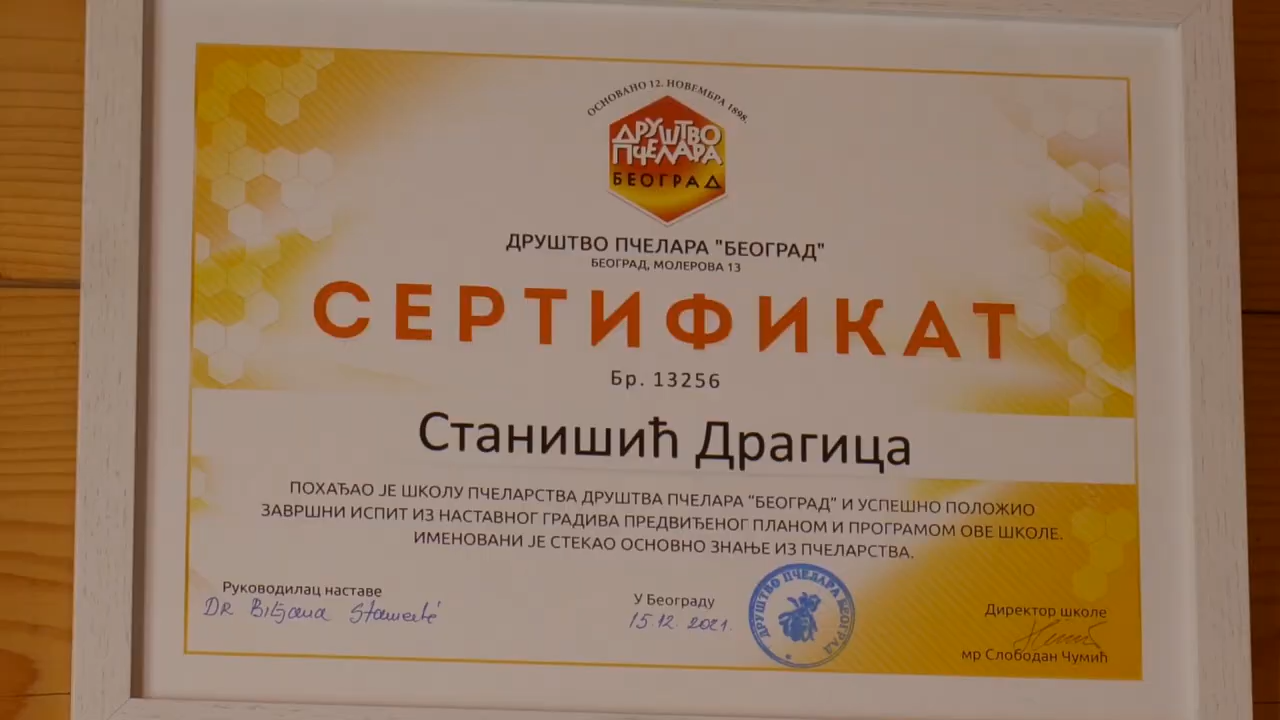 ОСНОВАНО 12. НОВЕМБРА 1898.
ДРУШТВО
ПЧЕЛАРА
БЕОГРАД
ДРУШТВО ПЧЕЛАРА "БЕОГРАД"
БЕОГРАД, МОЛЕРОВА 13
СЕРТИФИКАТ
Бр. 13256
Станишић Драгица
ПОХАЂАО ЈЕ ШКОЛУ ПЧЕЛАРСТВА ДРУШТВА ПЧЕЛАРА "БЕОГРАД" И УСПЕШНО ПОЛОЖИО
ЗАВРШНИ ИСПИТ ИЗ НАСТАВНОГ ГРАДИВА ПРЕДВИЂЕНОГ ПЛАНОМ И ПРОГРАМОМ ОВЕ ШКОЛЕ.
ИМЕНОВАНИ ЈЕ СТЕКАО ОСНОВНО ЗНАЊЕ ИЗ ПЧЕЛАРСТВА.
Руководилац наставе
Dr Biljana
У Београду
15.12.2021.
ДРУШТВО ПЧЕЛАРА БЕОГРАД
Директор школе
мр Слободан Чумић